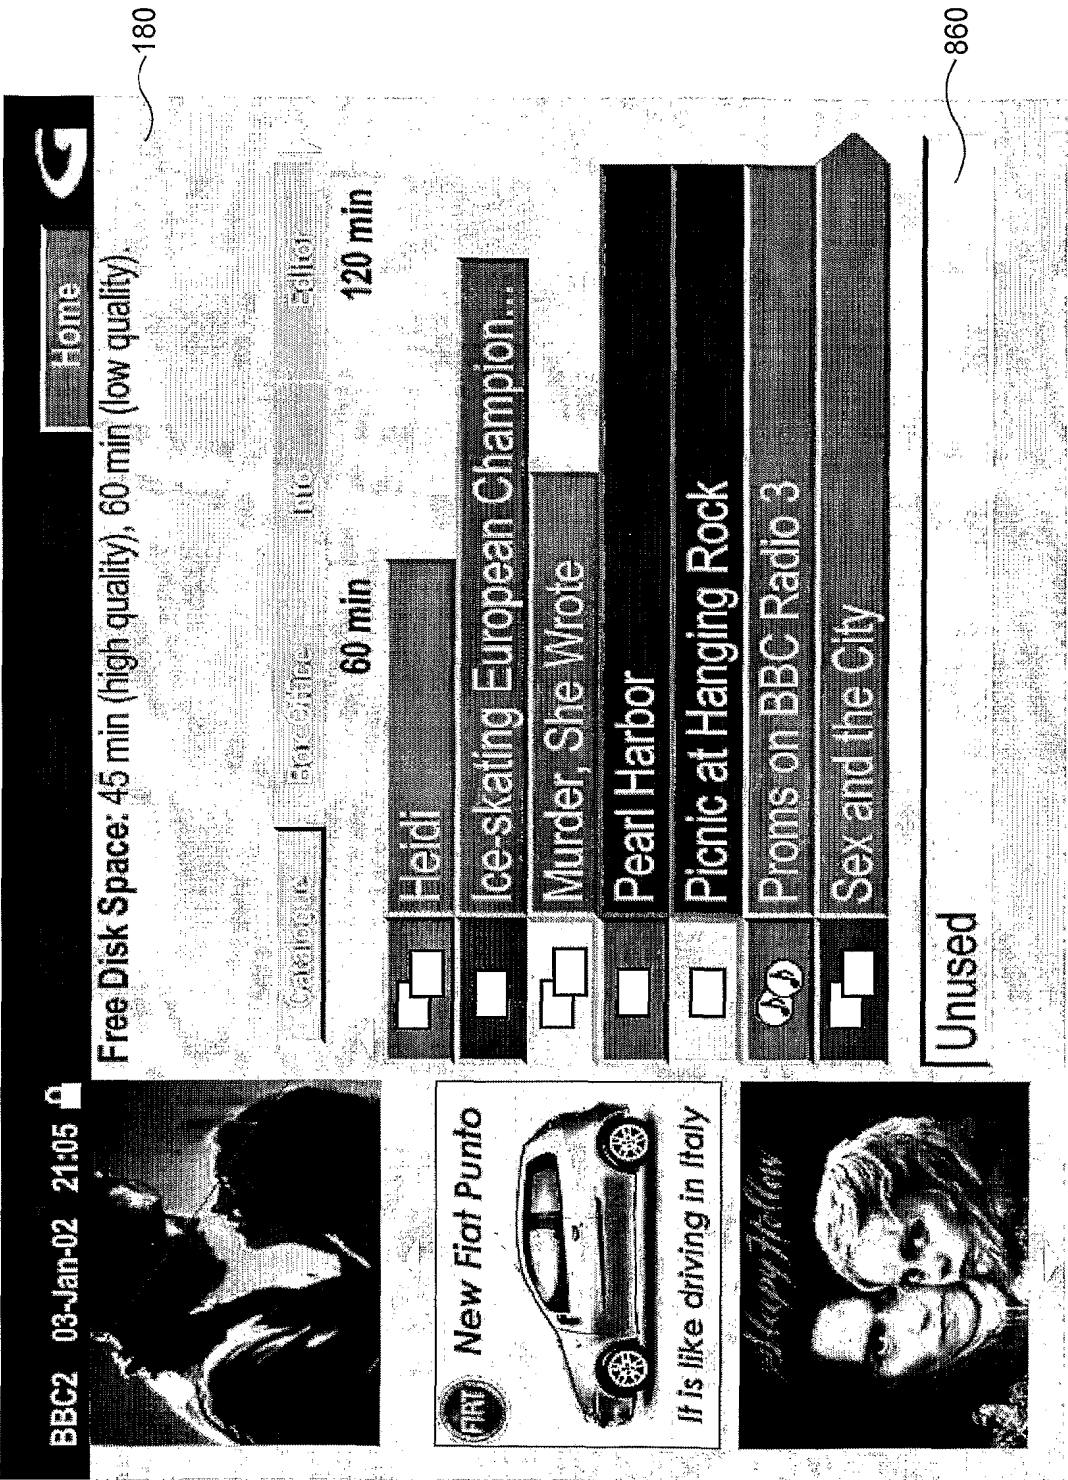 BBC2 03-Jan-02 21:05
Home
G
Free Disk Space: 45 min (high quality), 60 min (low quality).
180
Catalogue Box Office Info Editor
60 min 120 min
Heidi
Ice-skating European Champion...
Murder, She Wrote
Pearl Harbor
Picnic at Hanging Rock
Proms on BBC Radio 3
Sex and the City
Unused
860
FIAT New Fiat Punto
It is like driving in Italy